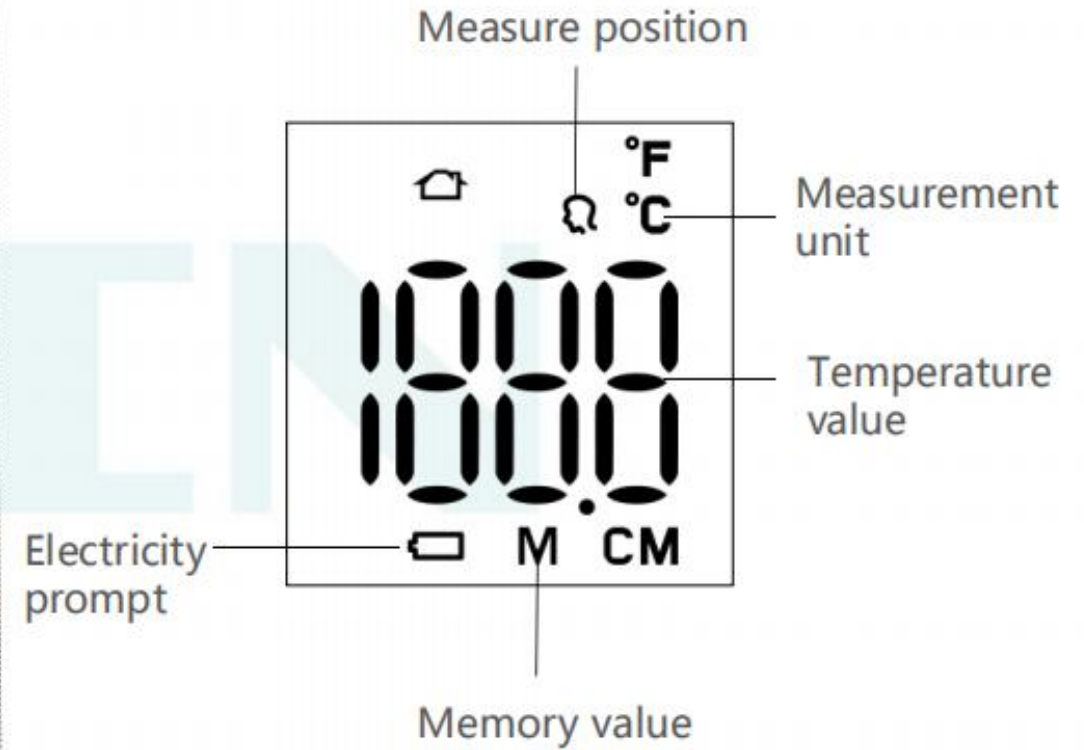 Measure position
°F
°C
Measurement
unit
188.8
Temperature
value
Electricity
prompt
M
CM
Memory value